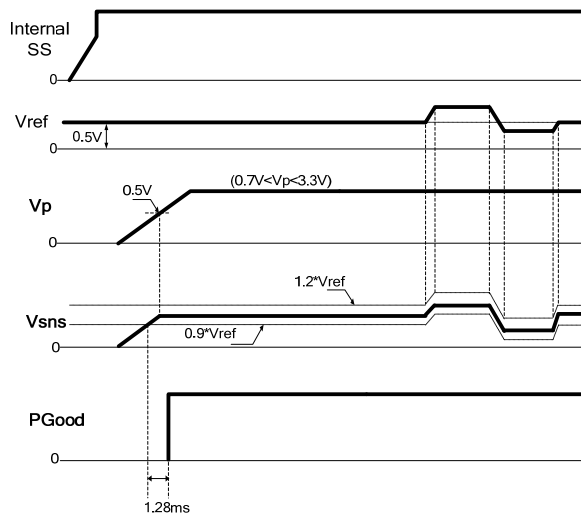 Internal
SS
0
Vref
0.5V
0
(0.7V<Vp<3.3V)
0.5V
Vp
0
1.2*Vref
Vsns
0.9*Vref
0
PGood
0
1.28ms